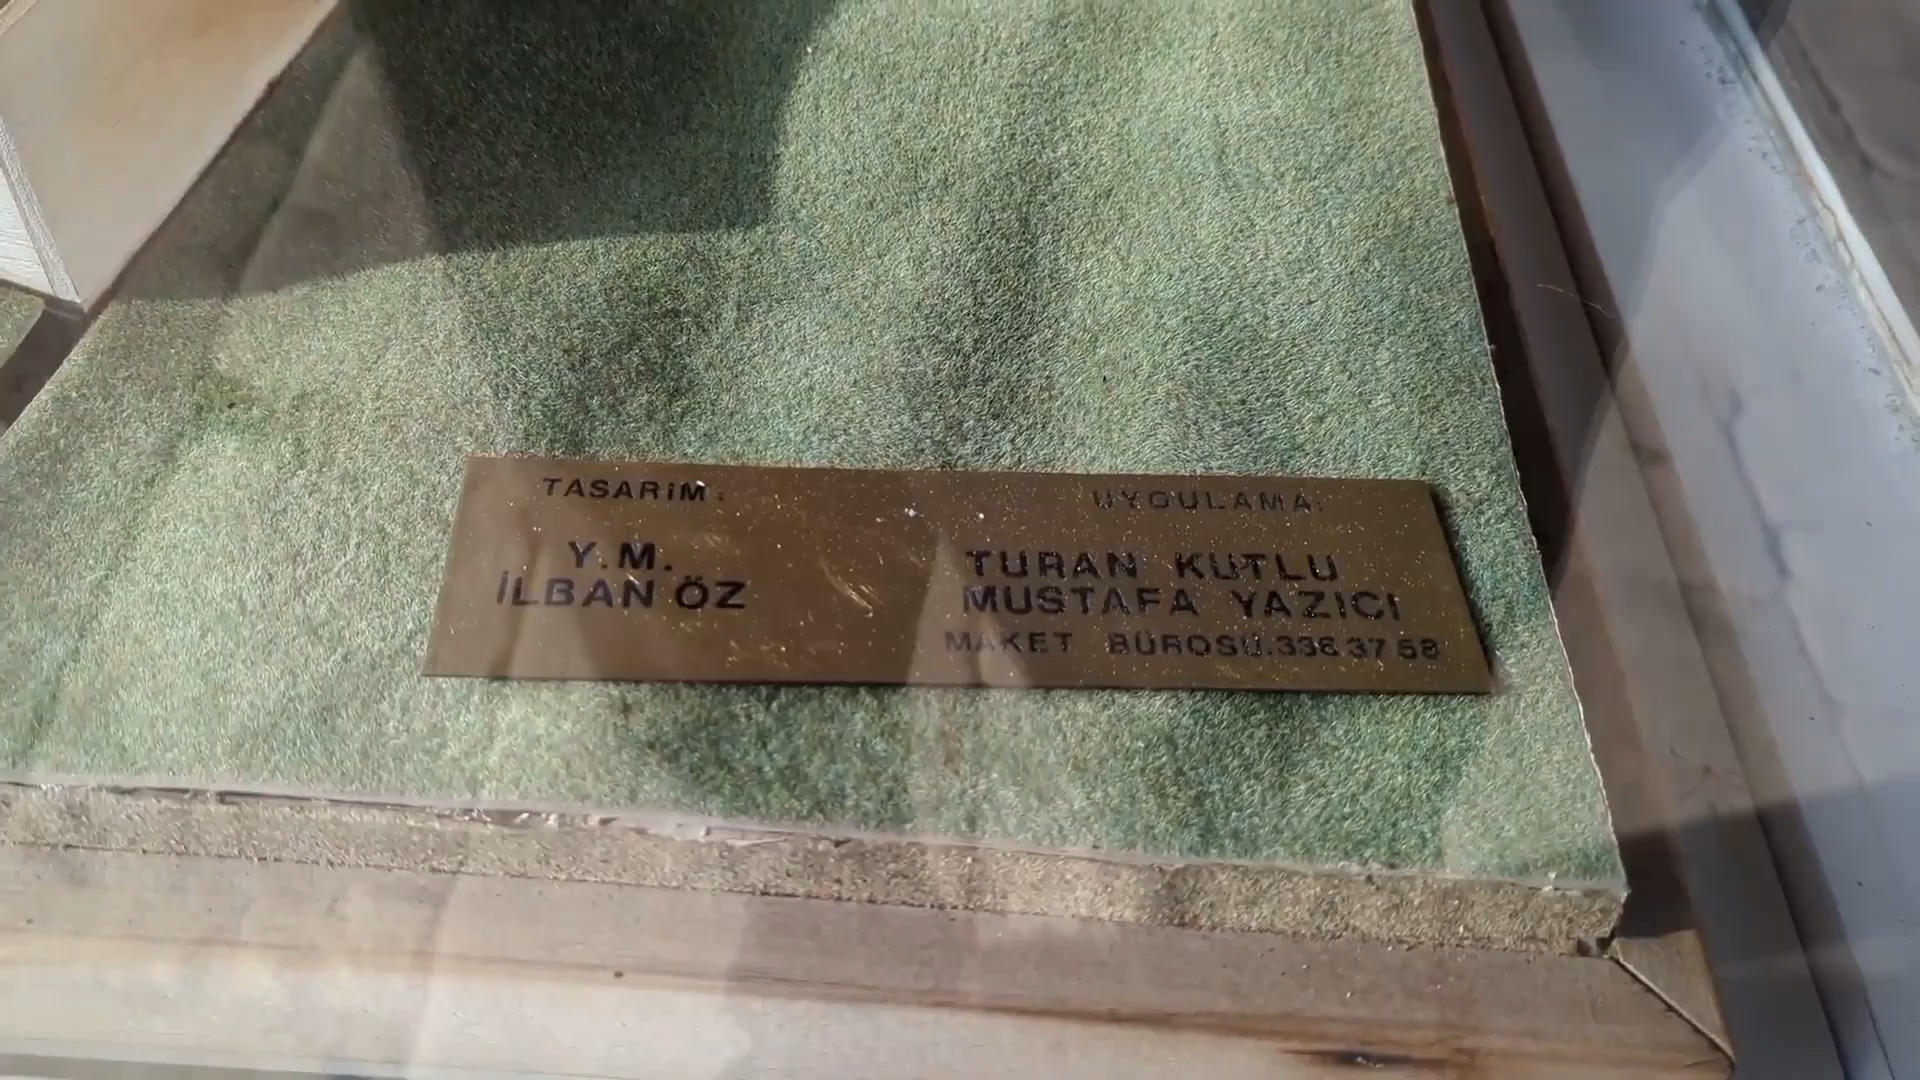 TASARIM:
Y.M.
İLBAN ÖZ
UYGULAMA:
TURAN KUTLU
MUSTAFA YAZICI
MAKET BÜROSU.336 37 58